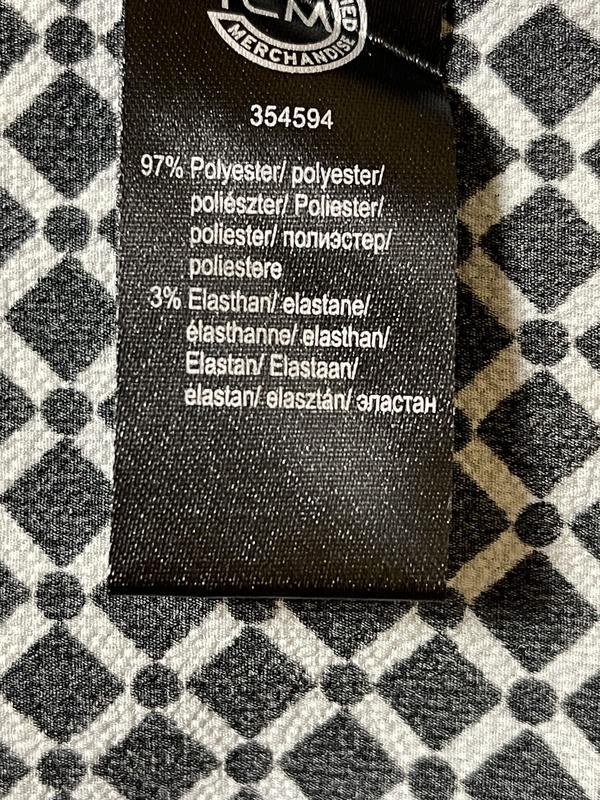 TCM
MERCHANDISE
354594
97% Polyester/ polyester/
poliészter/ Poliester/
poliester/ полиэстер/
poliestere
3% Elasthan/ elastane/
élasthanne/ elasthan/
Elastan/ Elastaan/
elastan/ elasztán/ эластан